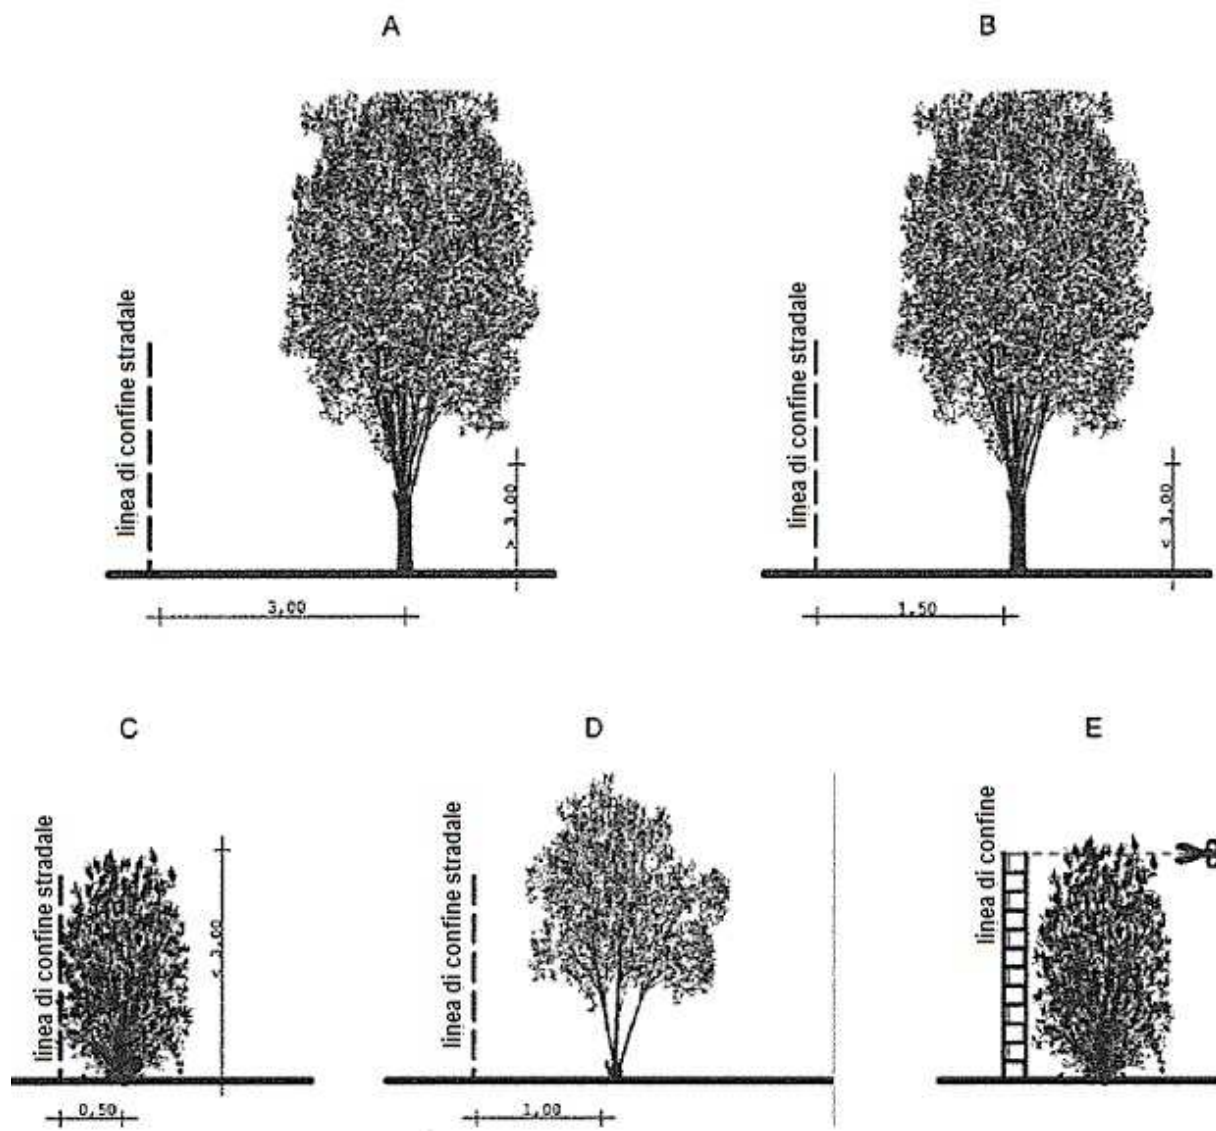 A
B
linea di confine stradale
> 3,00
3,00
linea di confine stradale
< 3,00
1,50
C
D
E
linea di confine stradale
< 3,00
0,50
linea di confine stradale
1,00
linea di confine